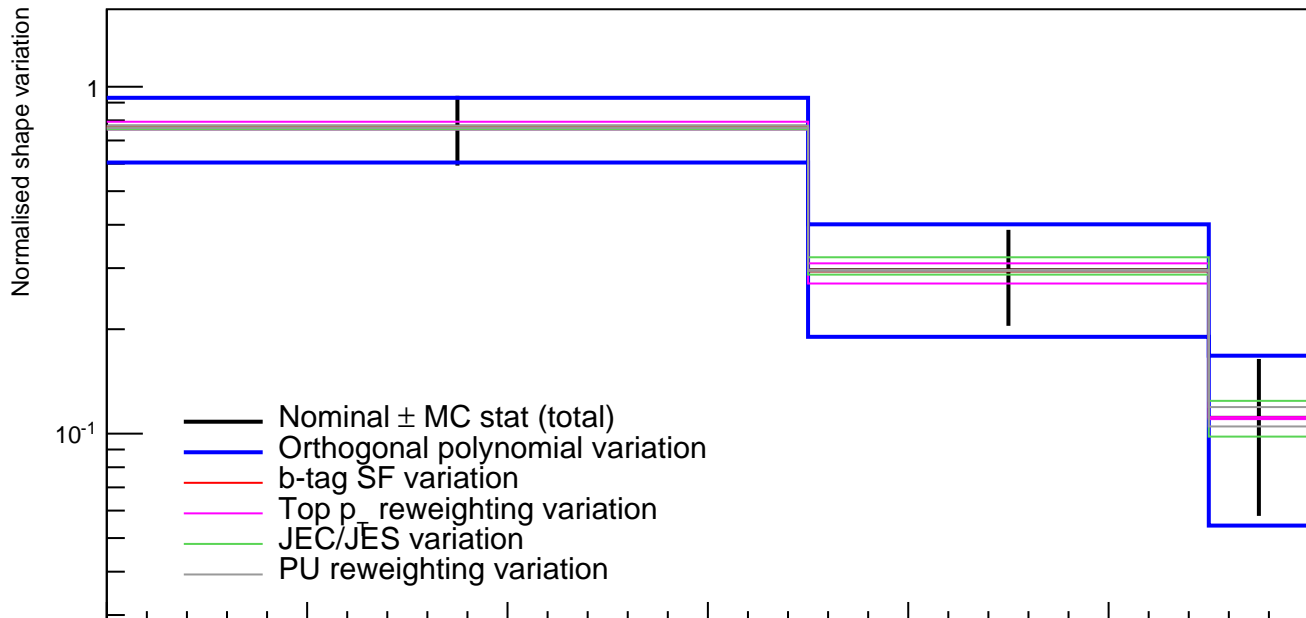 Normalised shape variation
1
10-1
Nominal ± MC stat (total)
Orthogonal polynomial variation
b-tag SF variation
Top pT reweighting variation
JEC/JES variation
PU reweighting variation